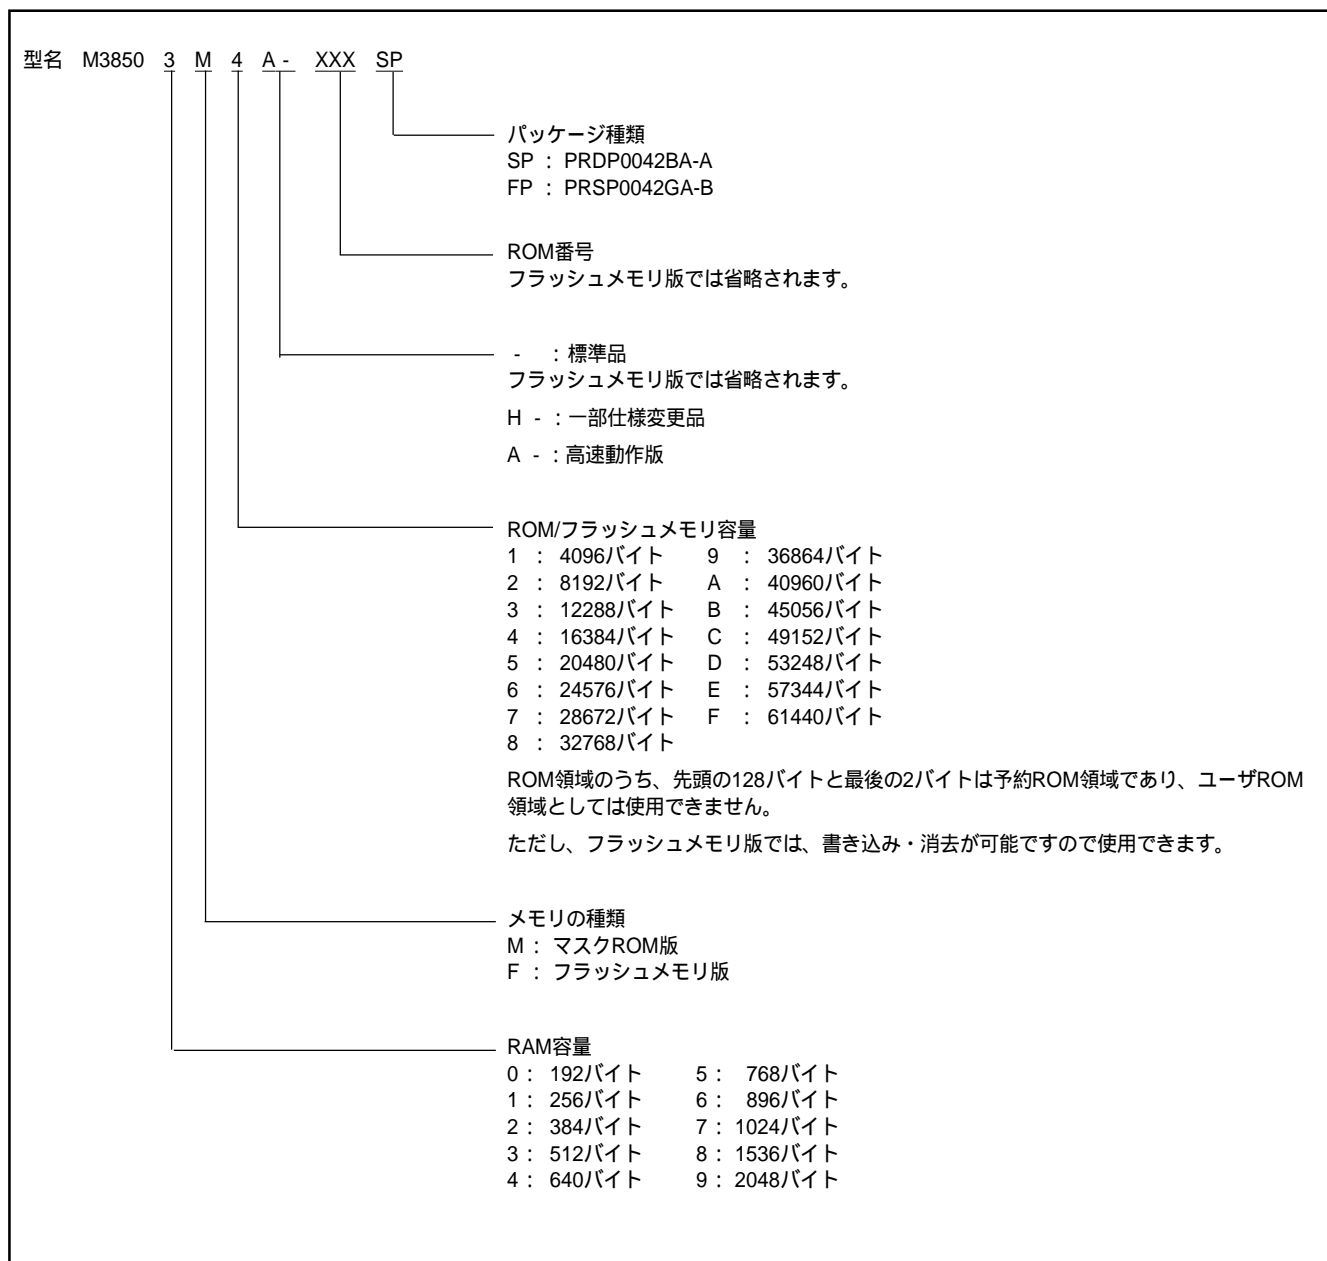 型名 M3850 3 M 4 A - XXX SP
パッケージ種類
SP : PRDP0042BA-A
FP : PRSP0042GA-B
ROM番号
フラッシュメモリ版では省略されます。
- : 標準品
フラッシュメモリ版では省略されます。
H - : 一部仕様変更品
A - : 高速動作版
ROM/フラッシュメモリ容量
1 : 4096バイト 9 : 36864バイト
2 : 8192バイト A : 40960バイト
3 : 12288バイト B : 45056バイト
4 : 16384バイト C : 49152バイト
5 : 20480バイト D : 53248バイト
6 : 24576バイト E : 57344バイト
7 : 28672バイト F : 61440バイト
8 : 32768バイト
ROM領域のうち、先頭の128バイトと最後の2バイトは予約ROM領域であり、ユーザROM
領域としては使用できません。
ただし、フラッシュメモリ版では、書き込み・消去が可能ですので使用できます。
メモリの種類
M : マスクROM版
F : フラッシュメモリ版
RAM容量
0 : 192バイト 5 : 768バイト
1 : 256バイト 6 : 896バイト
2 : 384バイト 7 : 1024バイト
3 : 512バイト 8 : 1536バイト
4 : 640バイト 9 : 2048バイト